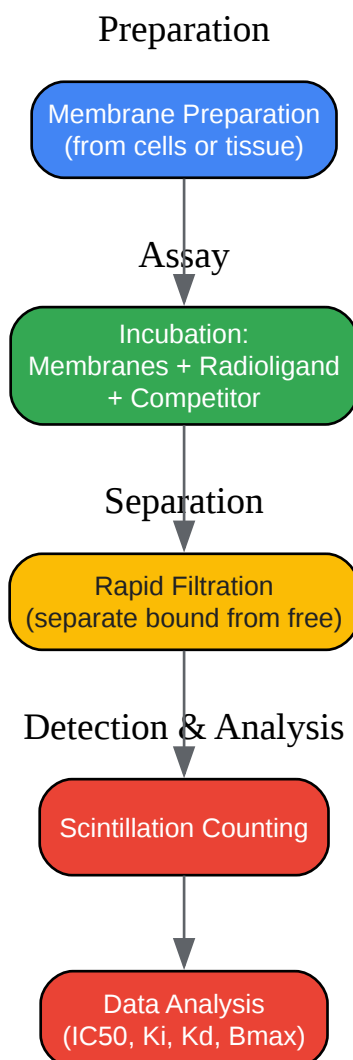 Preparation
Membrane Preparation
(from cells or tissue)
Assay
Incubation:
Membranes + Radioligand
+ Competitor
Separation
Rapid Filtration
(separate bound from free)
Detection & Analysis
Scintillation Counting
Data Analysis
(IC50, Ki, Kd, Bmax)